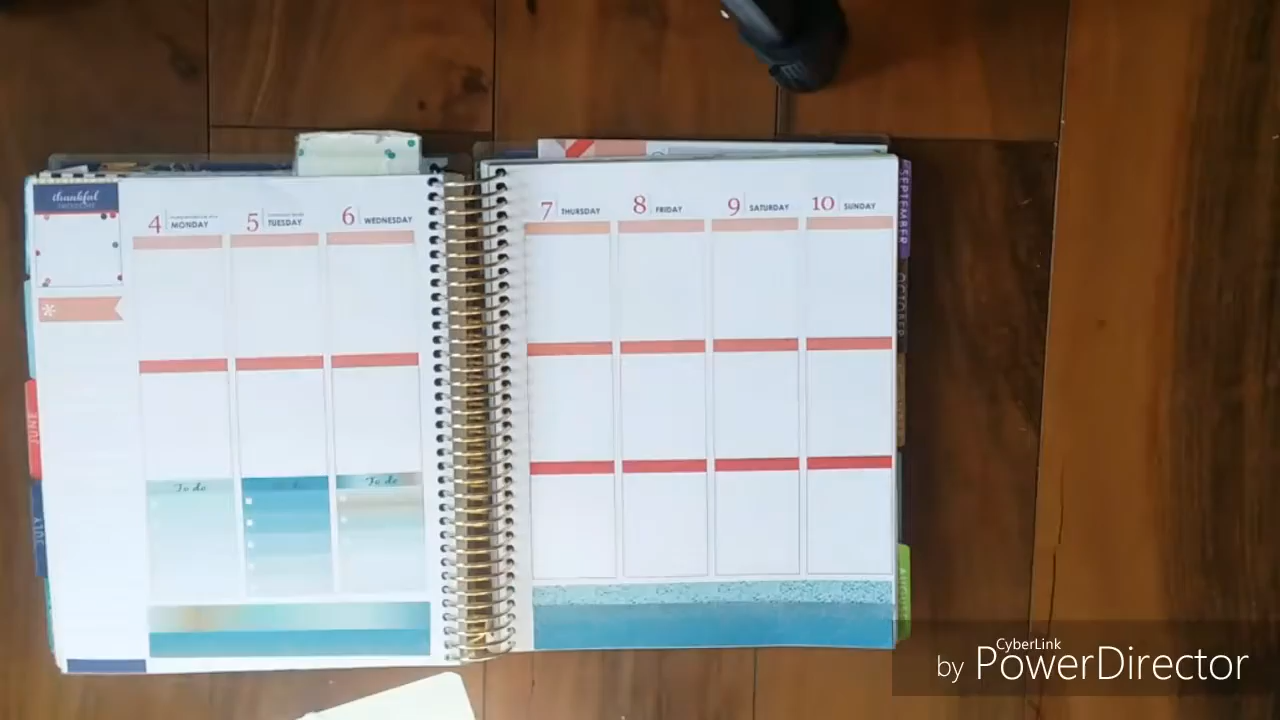 thankful
4 MONDAY
5 TUESDAY
6 WEDNESDAY
7 THURSDAY
8 FRIDAY
9 SATURDAY
10 SUNDAY
To do
To do
JUNE
JULY
SEPTEMBER
OCTOBER
CyberLink
by PowerDirector